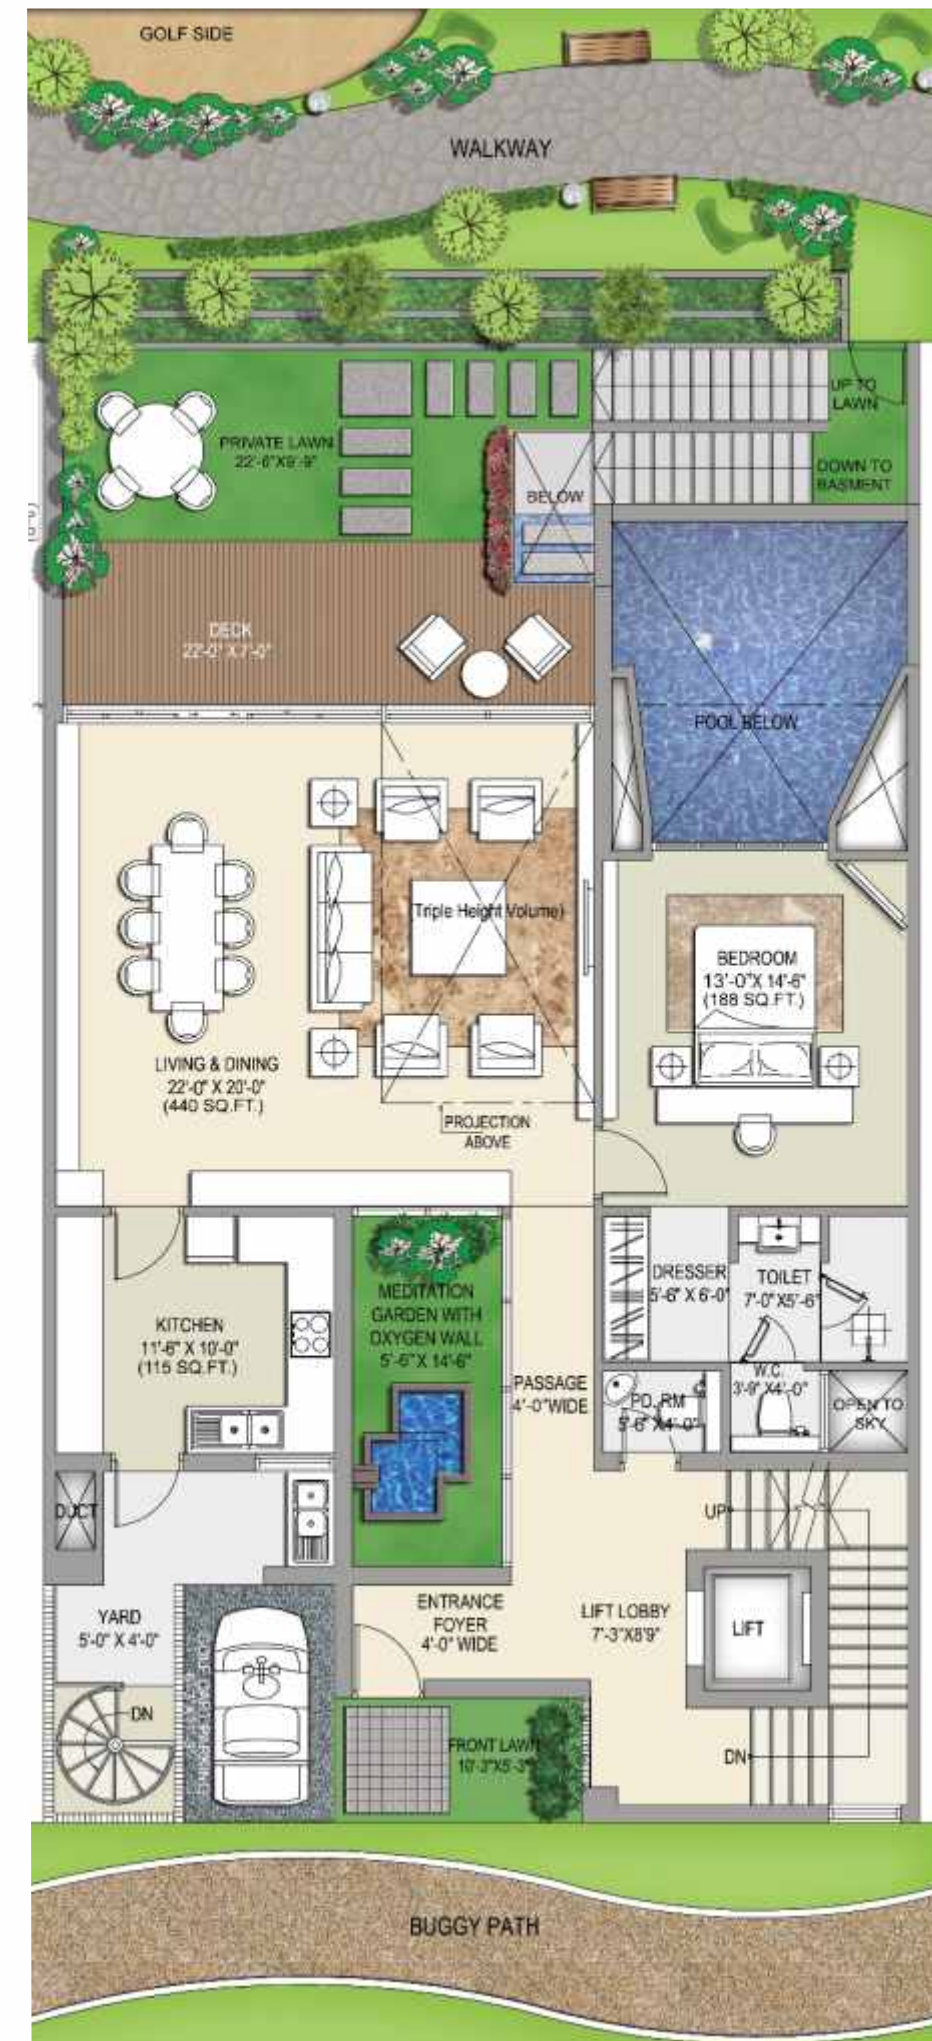 GOLF SIDE
WALKWAY
UP TO
LAWN
PRIVATE LAWN
22'-6"X9'-9"
DOWN TO
BASMENT
BELOW
DECK
22'-0" X 7'-0"
POOL BELOW
(Triple Height Volume)
BEDROOM
13'-0"X 14'-6"
(188 SQ.FT.)
LIVING & DINING
22'-0" X 20'-0"
(440 SQ.FT.)
PROJECTION
ABOVE
DRESSER
5'-6" X 6'-0"
TOILET
7'-0"X5'-6"
MEDITATION
GARDEN WITH
OXYGEN WALL
5'-6" X 14'-6"
KITCHEN
11'-6" X 10'-0"
(115 SQ.FT.)
PASSAGE
4'-0"WIDE
W.C.
3'-9" X4'-0"
PD. RM
5'-6" X4'-0"
OPEN TO
SKY
DUCT
UP
ENTRANCE
FOYER
4'-0" WIDE
LIFT LOBBY
7'-3"X8'9"
LIFT
YARD
5'-0" X 4'-0"
DN
FRONT LAWN
10'-3"X5'-3"
DN
BUGGY PATH